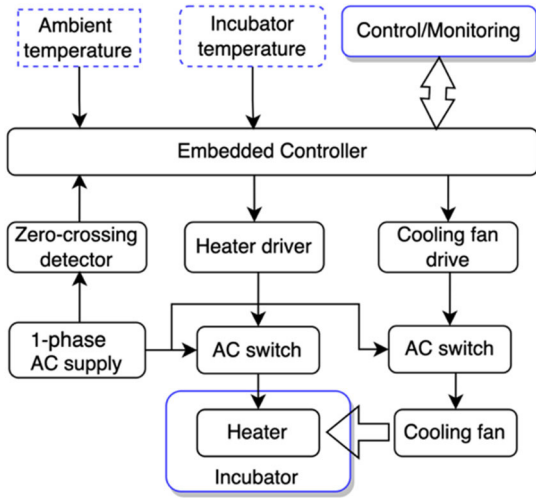 Ambient
temperature
Incubator
temperature
Control/Monitoring
Embedded Controller
Zero-crossing
detector
Heater driver
Cooling fan
drive
1-phase
AC supply
AC switch
AC switch
Heater
Cooling fan
Incubator